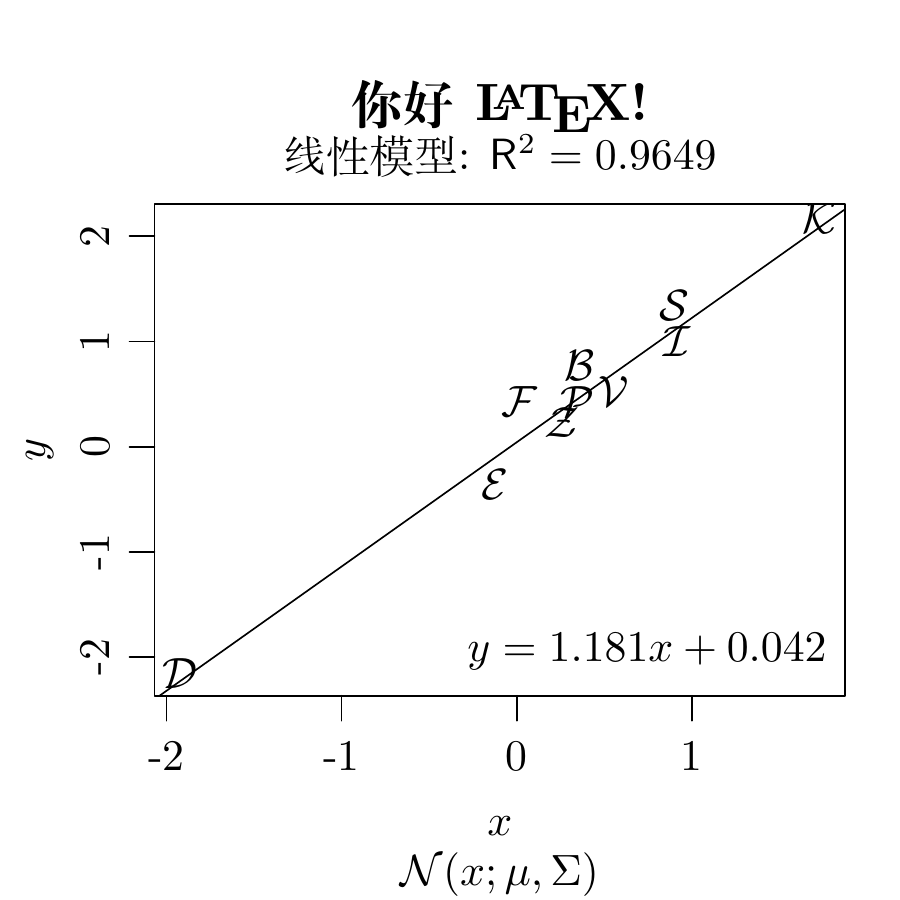 你好 LATEX!
线性模型: R² = 0.9649
2
1
0
-1
-2
y
K
S
I
B
V
F
P
Z
E
D
y = 1.181x + 0.042
-2 -1 0 1
x
𝒩(x; μ, Σ)